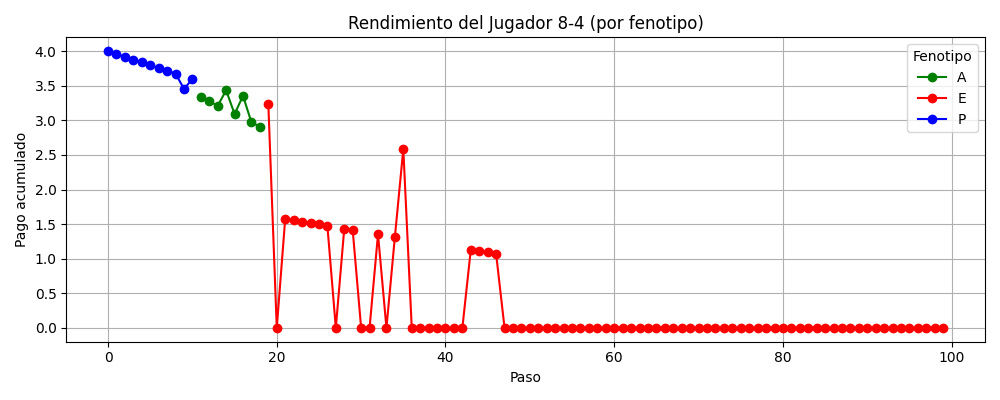 Rendimiento del Jugador 8-4 (por fenotipo)
Pago acumulado
4.0
3.5
3.0
2.5
2.0
1.5
1.0
0.5
0.0
Fenotipo
A
E
P
0
20
40
60
80
100
Paso